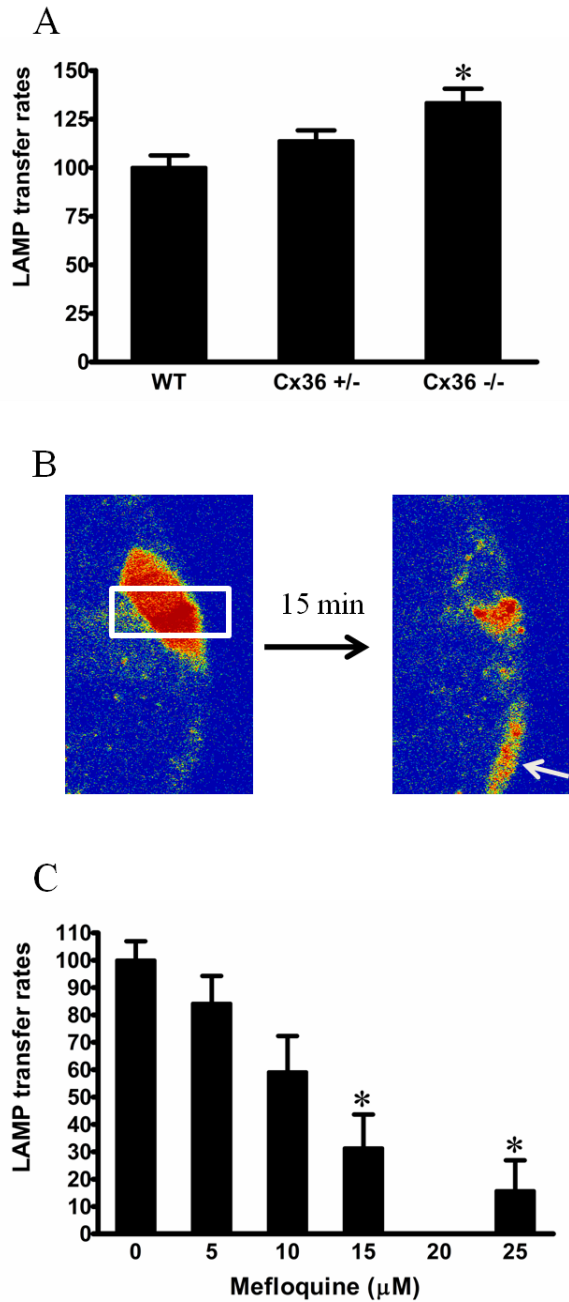 A
LAMP transfer rates
150
125
100
75
50
25
0
*
WT
Cx36 +/-
Cx36 -/-
B
15 min
C
LAMP transfer rates
110
100
90
80
70
60
50
40
30
20
10
0
*
*
0
5
10
15
20
25
Mefloquine (μM)